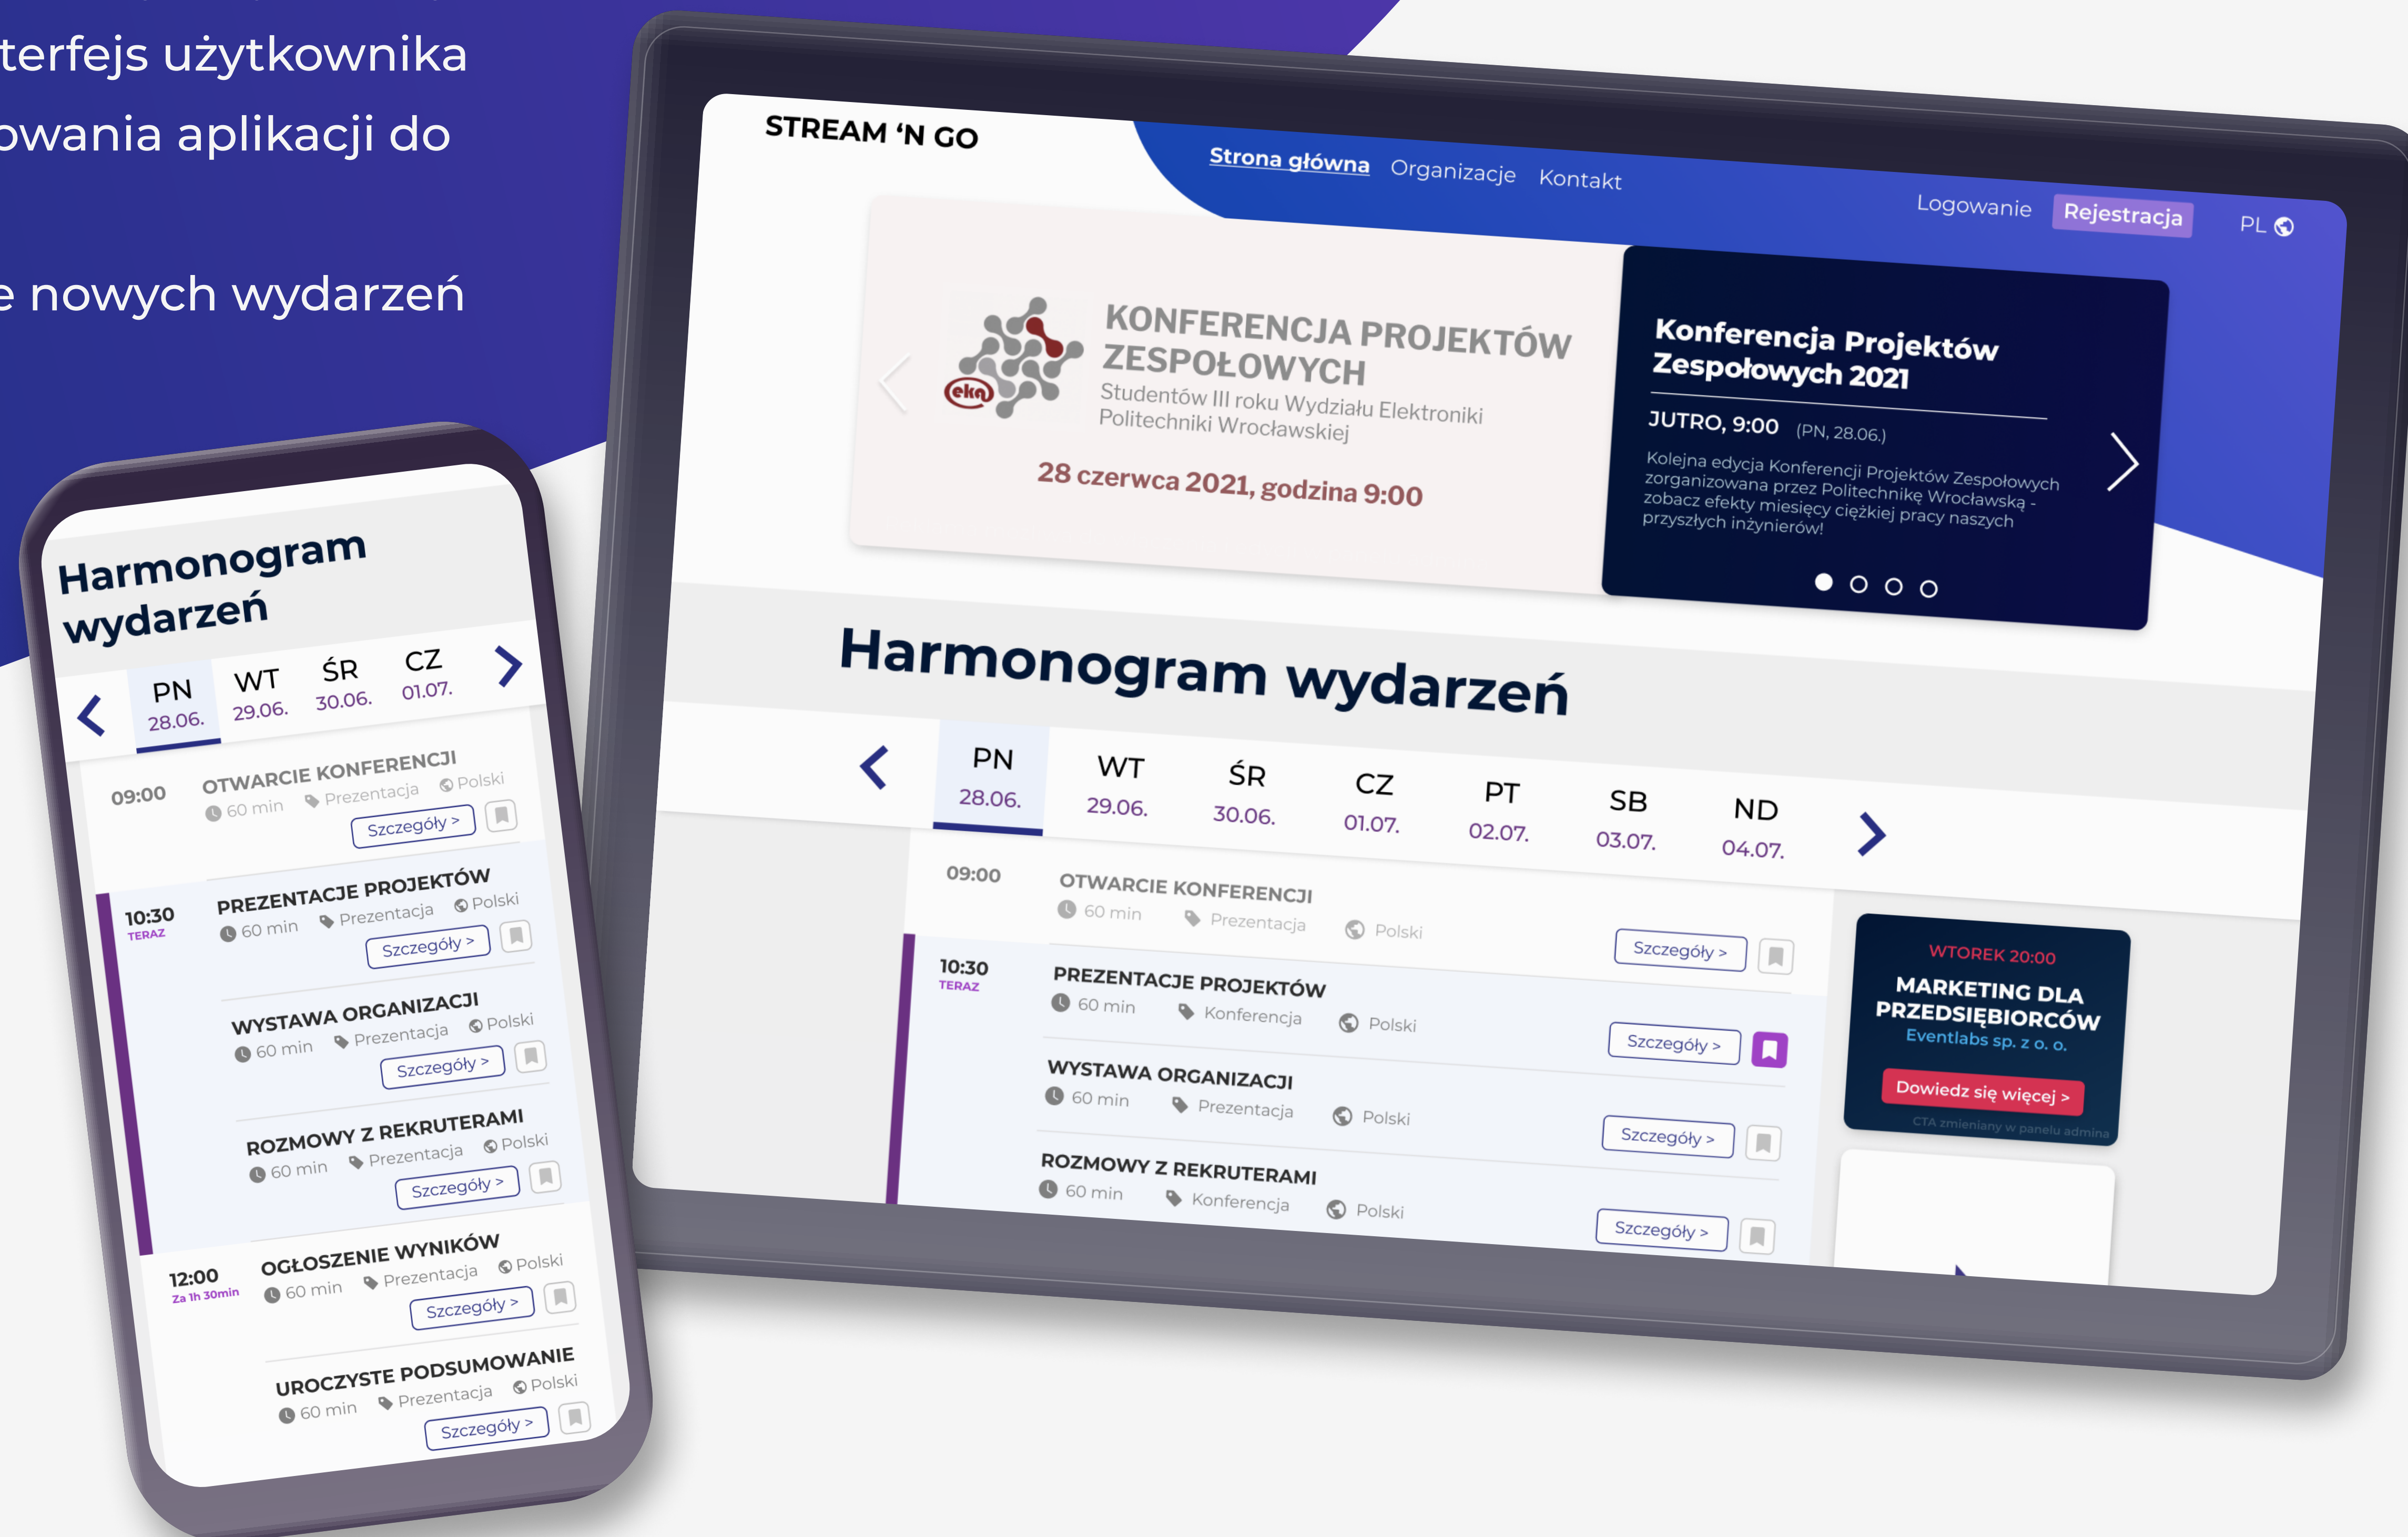 terfejs użytkownika
owania aplikacji do
e nowych wydarzeń
STREAM ‘N GO
Strona główna Organizacje Kontakt
Logowanie Rejestracja PL
eka
KONFERENCJA PROJEKTÓW
ZESPOŁOWYCH
Studentów III roku Wydziału Elektroniki
Politechniki Wrocławskiej
28 czerwca 2021, godzina 9:00
Konferencja Projektów
Zespołowych 2021
JUTRO, 9:00 (PN, 28.06.)
Kolejna edycja Konferencji Projektów Zespołowych
zorganizowana przez Politechnikę Wrocławską -
zobacz efekty miesięcy ciężkiej pracy naszych
przyszłych inżynierów!
Harmonogram wydarzeń
PN WT ŚR CZ PT SB ND
28.06. 29.06. 30.06. 01.07. 02.07. 03.07. 04.07.
09:00 OTWARCIE KONFERENCJI
60 min Prezentacja Polski
Szczegóły >
10:30 PREZENTACJE PROJEKTÓW
TERAZ
60 min Konferencja Polski
Szczegóły >
WYSTAWA ORGANIZACJI
60 min Prezentacja Polski
Szczegóły >
ROZMOWY Z REKRUTERAMI
60 min Konferencja Polski
Szczegóły >
WTOREK 20:00
MARKETING DLA
PRZEDSIĘBIORCÓW
Eventlabs sp. z o. o.
Dowiedz się więcej >
CTA zmieniany w panelu admina
Harmonogram
wydarzeń
PN WT ŚR CZ
28.06. 29.06. 30.06. 01.07.
09:00 OTWARCIE KONFERENCJI
60 min Prezentacja Polski
Szczegóły >
10:30 PREZENTACJE PROJEKTÓW
TERAZ
60 min Prezentacja Polski
Szczegóły >
WYSTAWA ORGANIZACJI
60 min Prezentacja Polski
Szczegóły >
ROZMOWY Z REKRUTERAMI
60 min Prezentacja Polski
Szczegóły >
12:00 OGŁOSZENIE WYNIKÓW
Za 1h 30min
60 min Prezentacja Polski
Szczegóły >
UROCZYSTE PODSUMOWANIE
60 min Prezentacja Polski
Szczegóły >